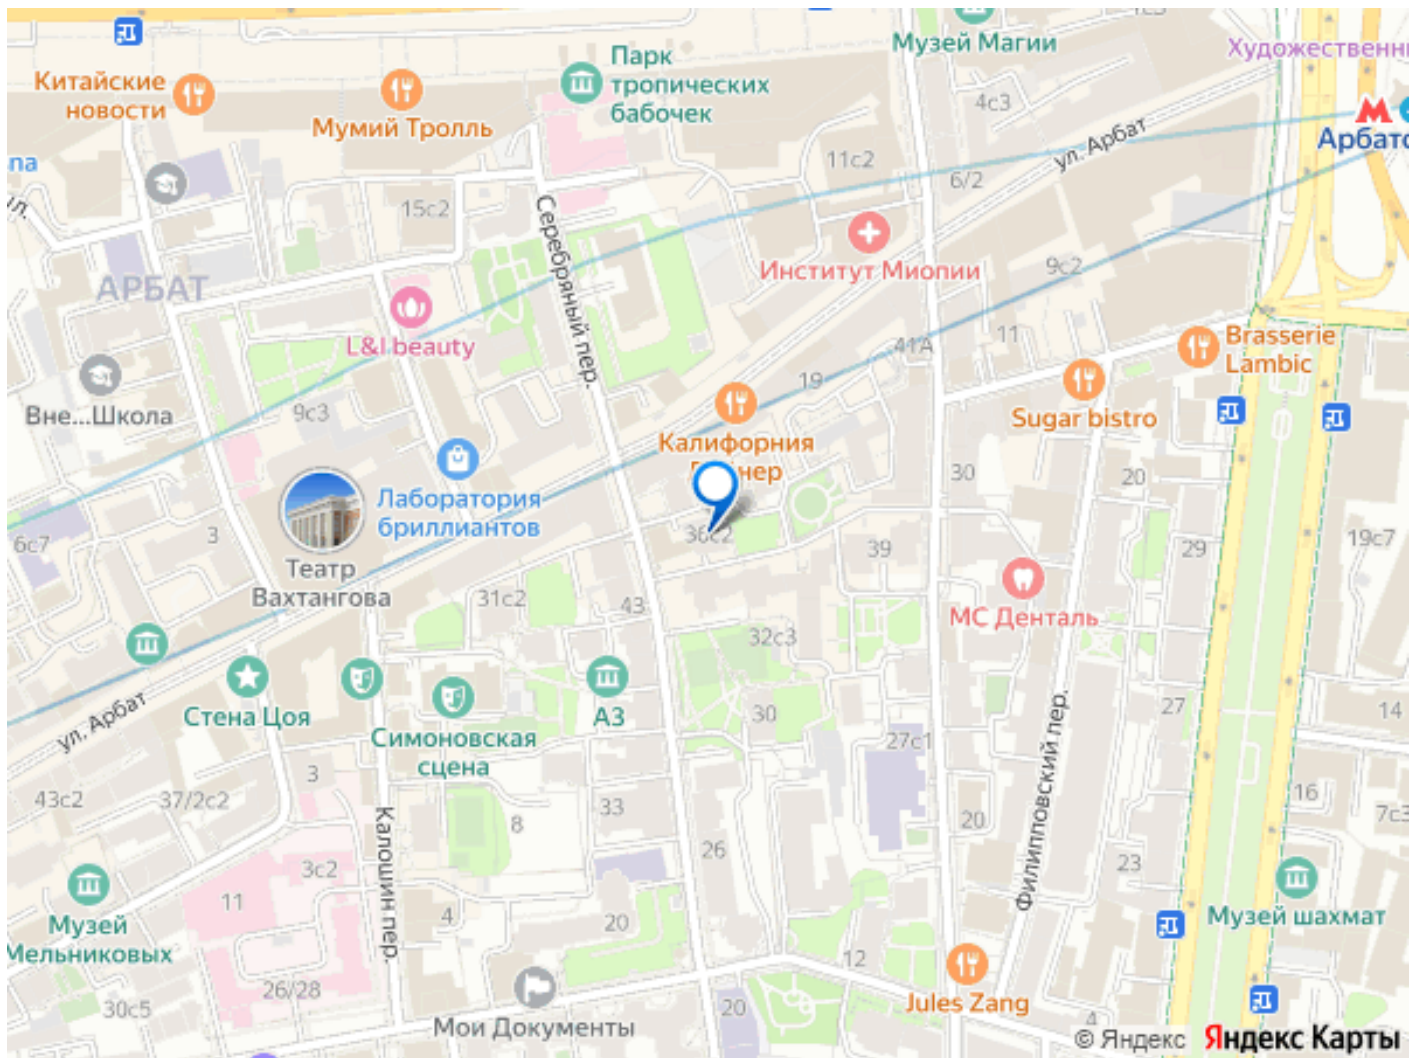 Китайские
новости
Мумий Тролль
Парк
тропических
бабочек
Музей Магии
4с3
Арбат
ул. Арбат
11с2
6/2
15с2
Серебряный пер.
АРБАТ
Институт Миопии
9с2
L&I beauty
41А
11
19
Brasserie
Lambic
Вне...Школа
9с3
Sugar bistro
Калифорния
нер
30
20
Лаборатория
бриллиантов
36с2
6с7
3
39
29
19с7
Театр
Вахтангова
31с2
43
МС Денталь
32с3
ул. Арбат
Стена Цоя
А3
30
27
14
Симоновская
сцена
27с1
Филипповский пер.
3
43с2
37/2с2
33
8
20
16
7с3
Калошин пер.
26
23
3с2
11
4
20
Музей
Мельниковых
Музей шахмат
12
26/28
30с5
Jules Zang
20
4
Мои Документы
© Яндекс Яндекс Карты